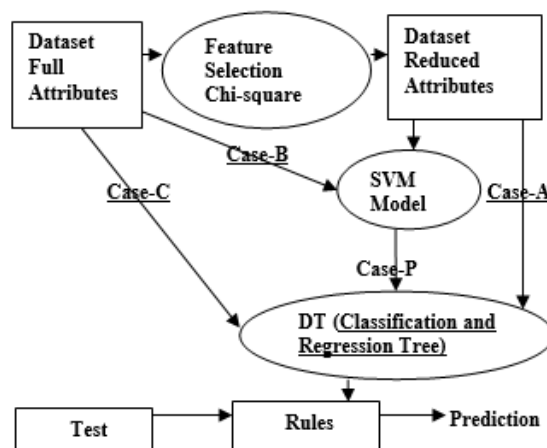 Dataset
Full
Attributes
Feature
Selection
Chi-square
Dataset
Reduced
Attributes
Case-B
Case-C
SVM
Model
Case-A
Case-P
DT (Classification and
Regression Tree)
Test
Rules
Prediction